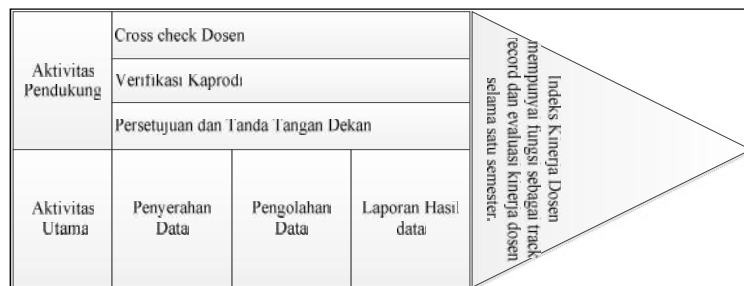 Aktivitas
Pendukung
Cross check Dosen
Verifikasi Kaprodi
Persetujuan dan Tanda Tangan Dekan
Aktivitas
Utama
Penyerahan
Data
Pengolahan
Data
Laporan Hasil
data
Indeks Kinerja Dosen
mempunyai fungsi sebagai track
record dan evaluasi kinerja dosen
selama satu semester.